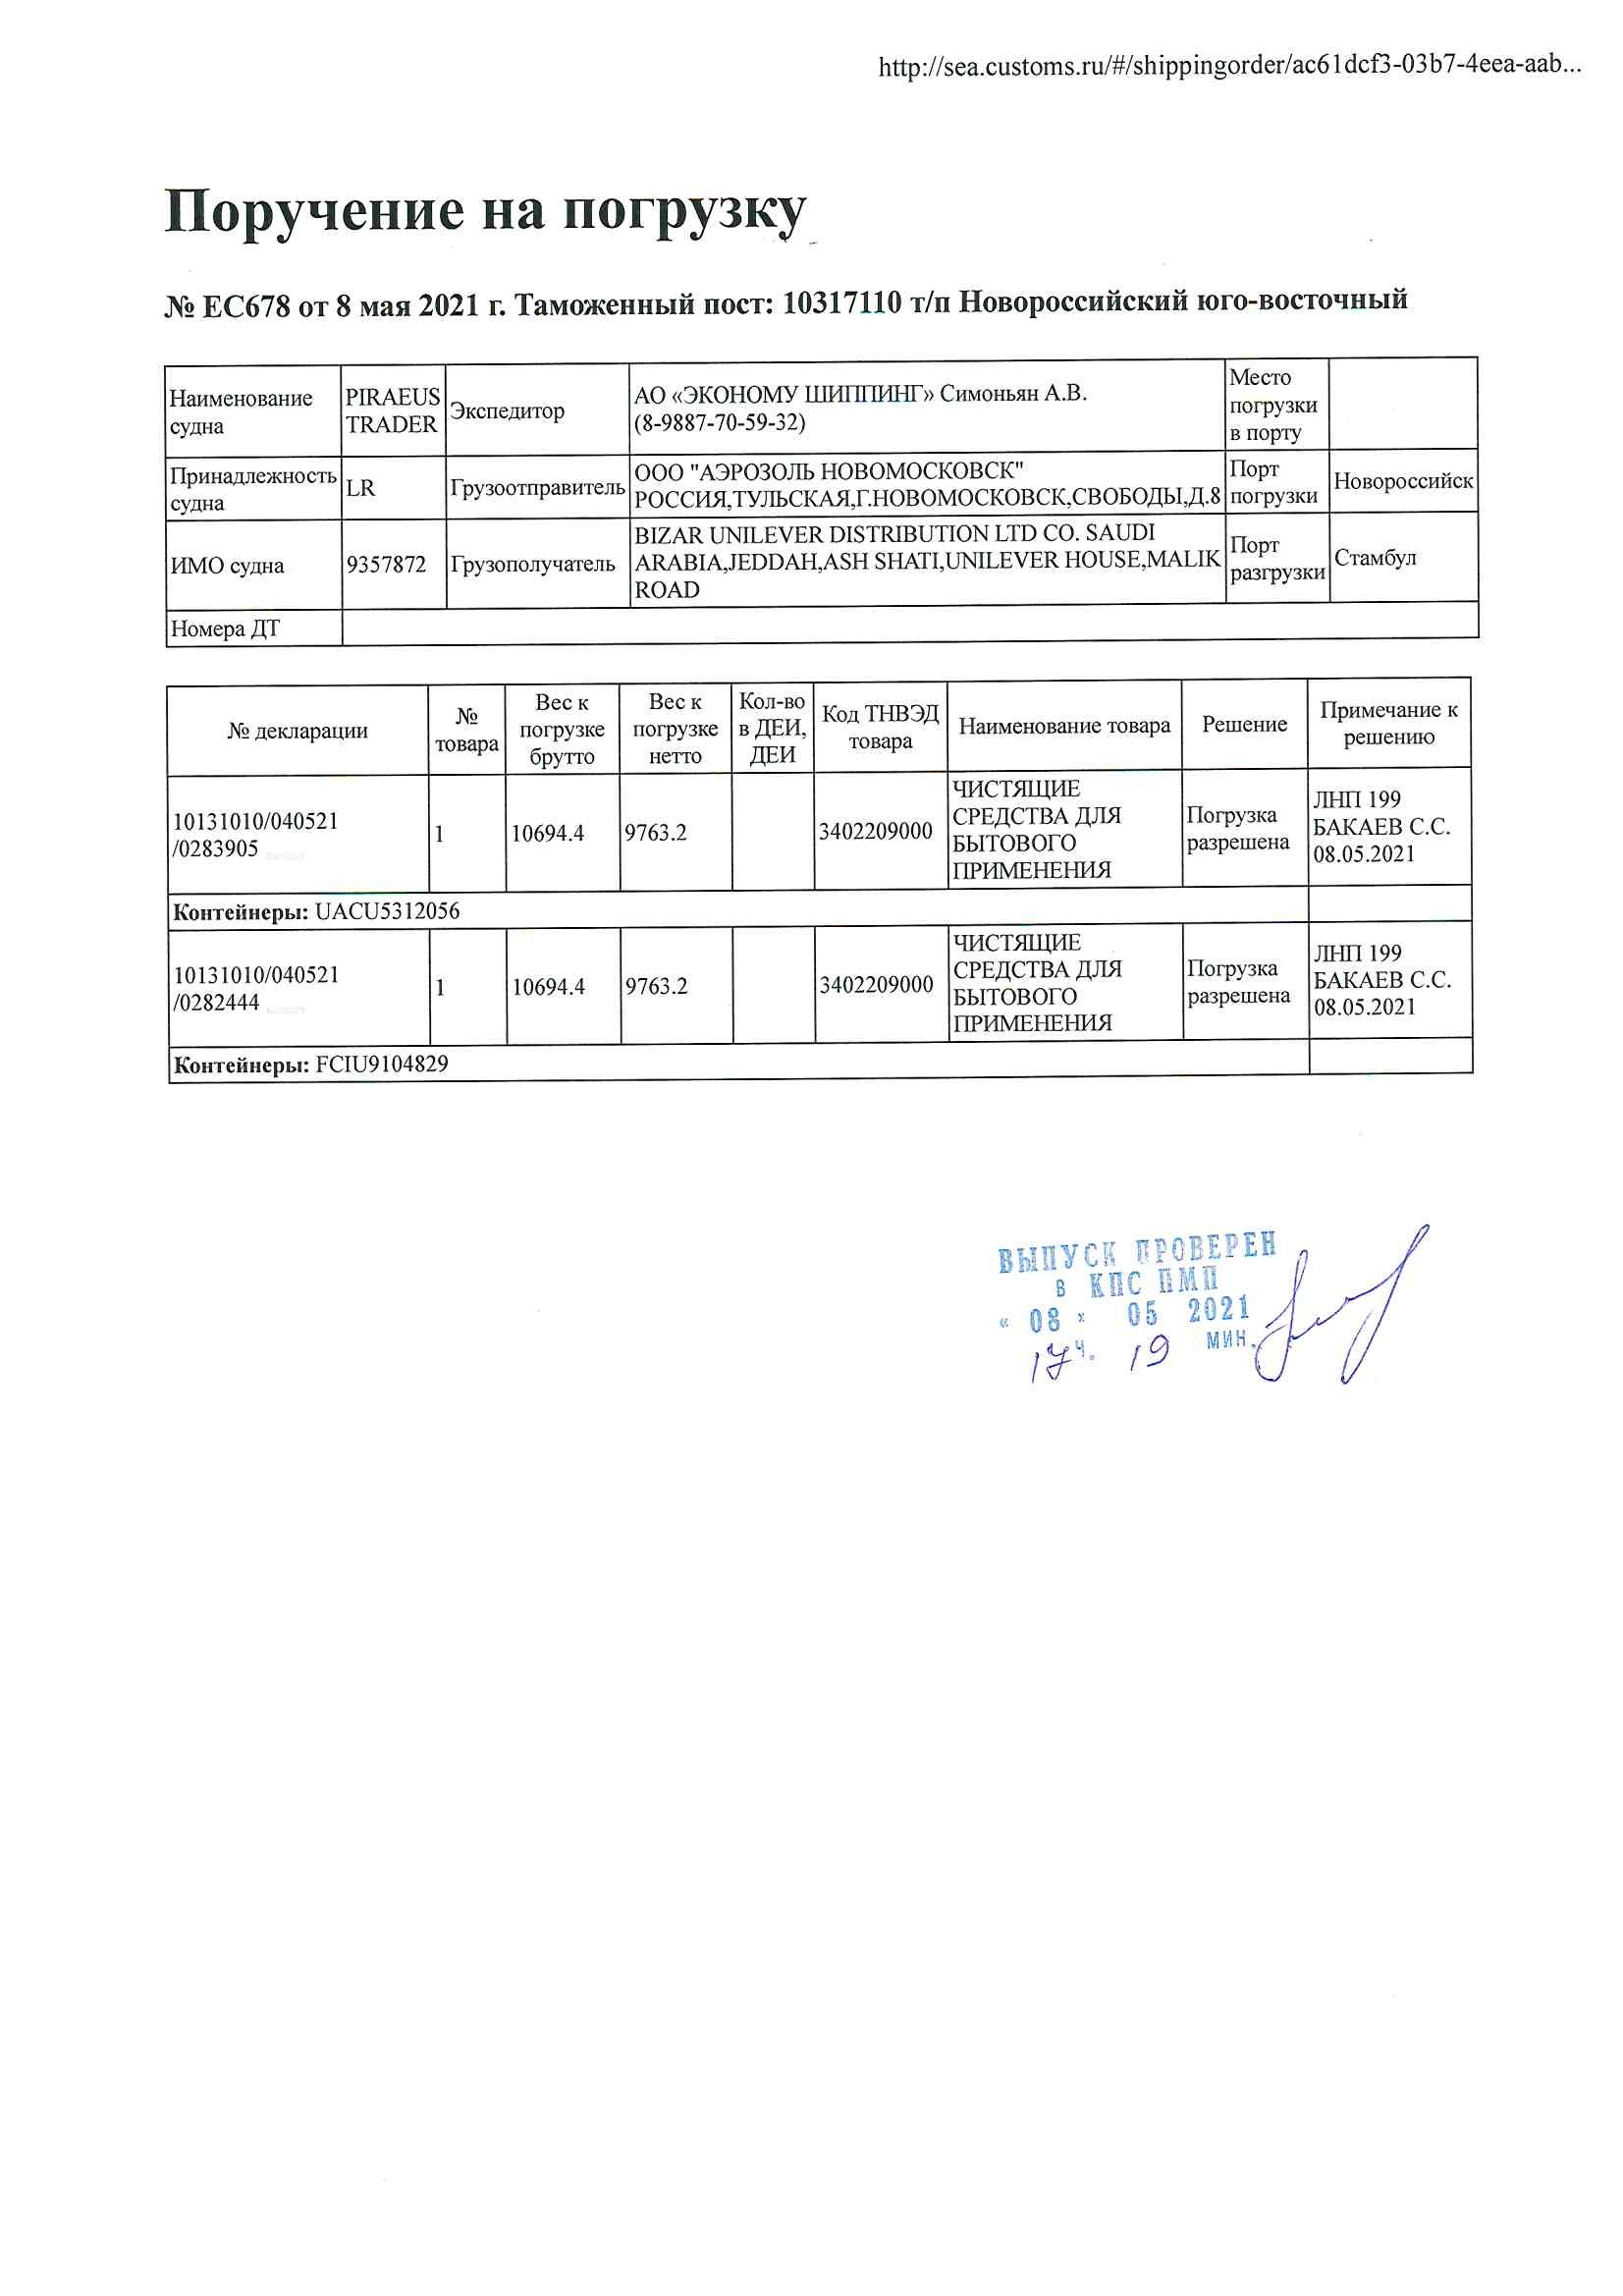 http://sea.customs.ru/#/shippingorder/ac61dcf3-03b7-4eea-aab...
Поручение на погрузку
№ ЕС678 от 8 мая 2021 г. Таможенный пост: 10317110 т/п Новороссийский юго-восточный
Наименование судна PIRAEUS TRADER Экспедитор АО «ЭКОНОМУ ШИППИНГ» Симоньян А.В. (8-9887-70-59-32) Место погрузки в порту
Принадлежность судна LR Грузоотправитель ООО "АЭРОЗОЛЬ НОВОМОСКОВСК" РОССИЯ,ТУЛЬСКАЯ,Г.НОВОМОСКОВСК,СВОБОДЫ,Д.8 Порт погрузки Новороссийск
ИМО судна 9357872 Грузополучатель BIZAR UNILEVER DISTRIBUTION LTD CO. SAUDI ARABIA,JEDDAH,ASH SHATI,UNILEVER HOUSE,MALIK ROAD Порт разгрузки Стамбул
Номера ДТ
№ декларации № товара Вес к погрузке брутто Вес к погрузке нетто Кол-во в ДЕИ, ДЕИ Код ТНВЭД товара Наименование товара Решение Примечание к решению
10131010/040521/0283905 1 10694.4 9763.2 3402209000 ЧИСТЯЩИЕ СРЕДСТВА ДЛЯ БЫТОВОГО ПРИМЕНЕНИЯ Погрузка разрешена ЛНП 199 БАКАЕВ С.С. 08.05.2021
Контейнеры: UACU5312056
10131010/040521/0282444 1 10694.4 9763.2 3402209000 ЧИСТЯЩИЕ СРЕДСТВА ДЛЯ БЫТОВОГО ПРИМЕНЕНИЯ Погрузка разрешена ЛНП 199 БАКАЕВ С.С. 08.05.2021
Контейнеры: FCIU9104829
ВЫПУСК ПРОВЕРЕН
в КПС ПМП
« 08 » 05 2021
17 ч. 19 мин.